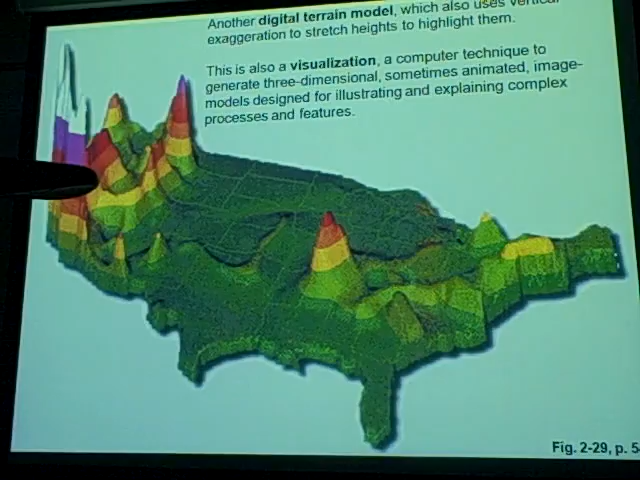 Another digital terrain model, which also uses vertical
exaggeration to stretch heights to highlight them.
This is also a visualization, a computer technique to
generate three-dimensional, sometimes animated, image-
models designed for illustrating and explaining complex
processes and features.
Fig. 2-29, p. 5